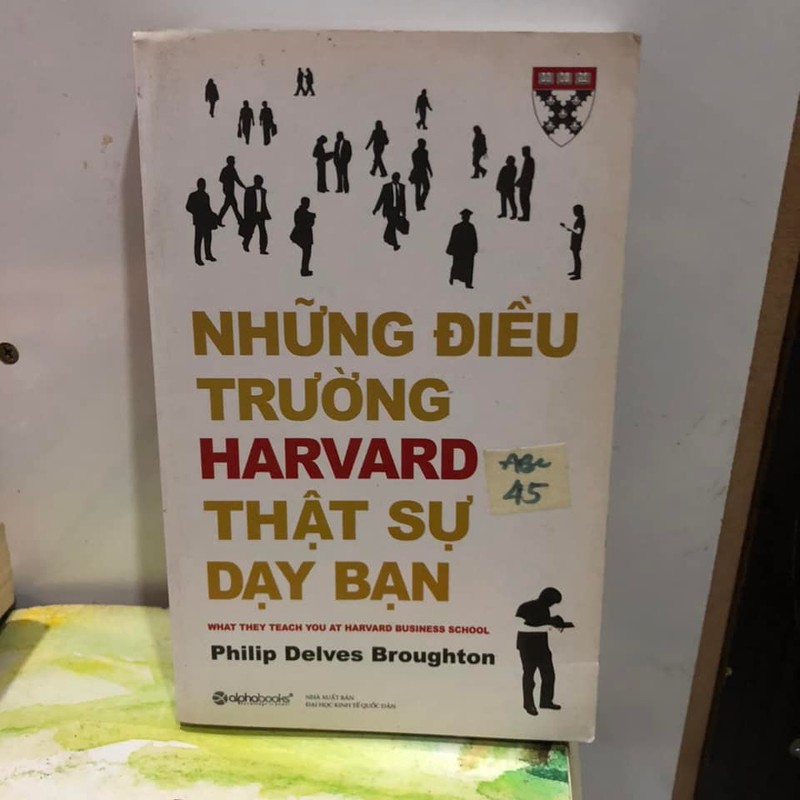 NHỮNG ĐIỀU
TRƯỜNG
HARVARD
THẬT SỰ
DẠY BẠN
ABC
45
WHAT THEY TEACH YOU AT HARVARD BUSINESS SCHOOL
Philip Delves Broughton
alphabooks
NHÀ XUẤT BẢN
ĐẠI HỌC KINH TẾ QUỐC DÂN